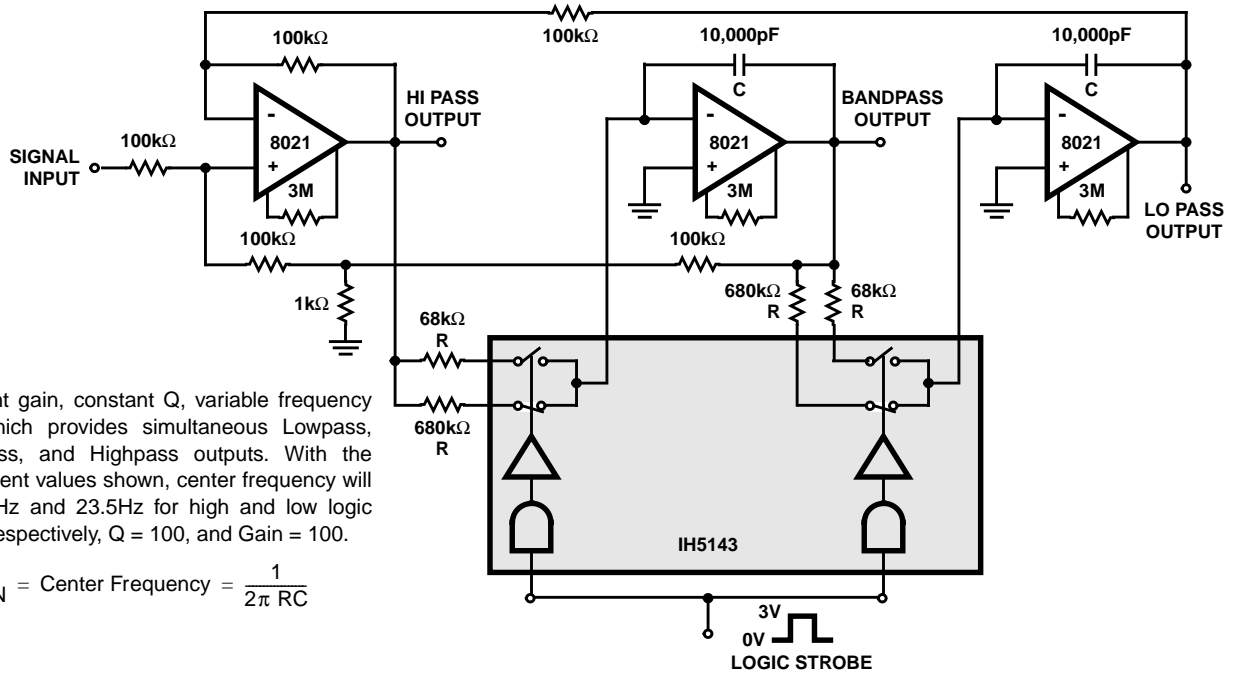 100kΩ
100kΩ
10,000pF
C
10,000pF
C
HI PASS
OUTPUT
BANDPASS
OUTPUT
-
8021
+
3M
-
8021
+
3M
-
8021
+
3M
100kΩ
SIGNAL
INPUT
LO PASS
OUTPUT
100kΩ
100kΩ
1kΩ
680kΩ
R
68kΩ
R
68kΩ
R
680kΩ
R
IH5143
3V
0V
LOGIC STROBE
nt gain, constant Q, variable frequency
which provides simultaneous Lowpass,
ss, and Highpass outputs. With the
ent values shown, center frequency will
Hz and 23.5Hz for high and low logic
respectively, Q = 100, and Gain = 100.
N = Center Frequency = 1 / 2π RC